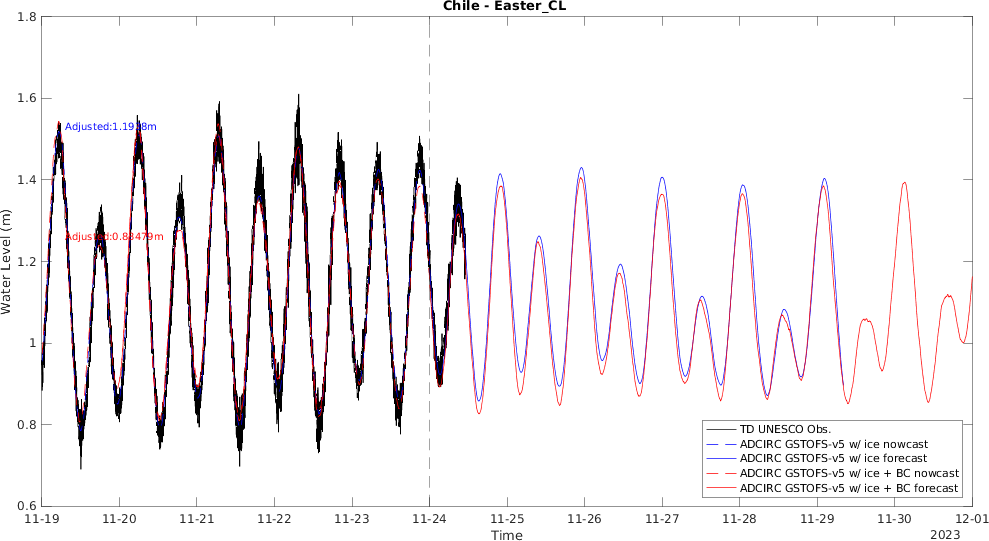 Chile - Easter_CL
Water Level (m)
1.8
1.6
1.4
1.2
1
0.8
0.6
Adjusted:1.1918m
Adjusted:0.83479m
TD UNESCO Obs.
ADCIRC GSTOFS-v5 w/ ice nowcast
ADCIRC GSTOFS-v5 w/ ice forecast
ADCIRC GSTOFS-v5 w/ ice + BC nowcast
ADCIRC GSTOFS-v5 w/ ice + BC forecast
11-19 11-20 11-21 11-22 11-23 11-24 11-25 11-26 11-27 11-28 11-29 11-30 12-01
Time
2023